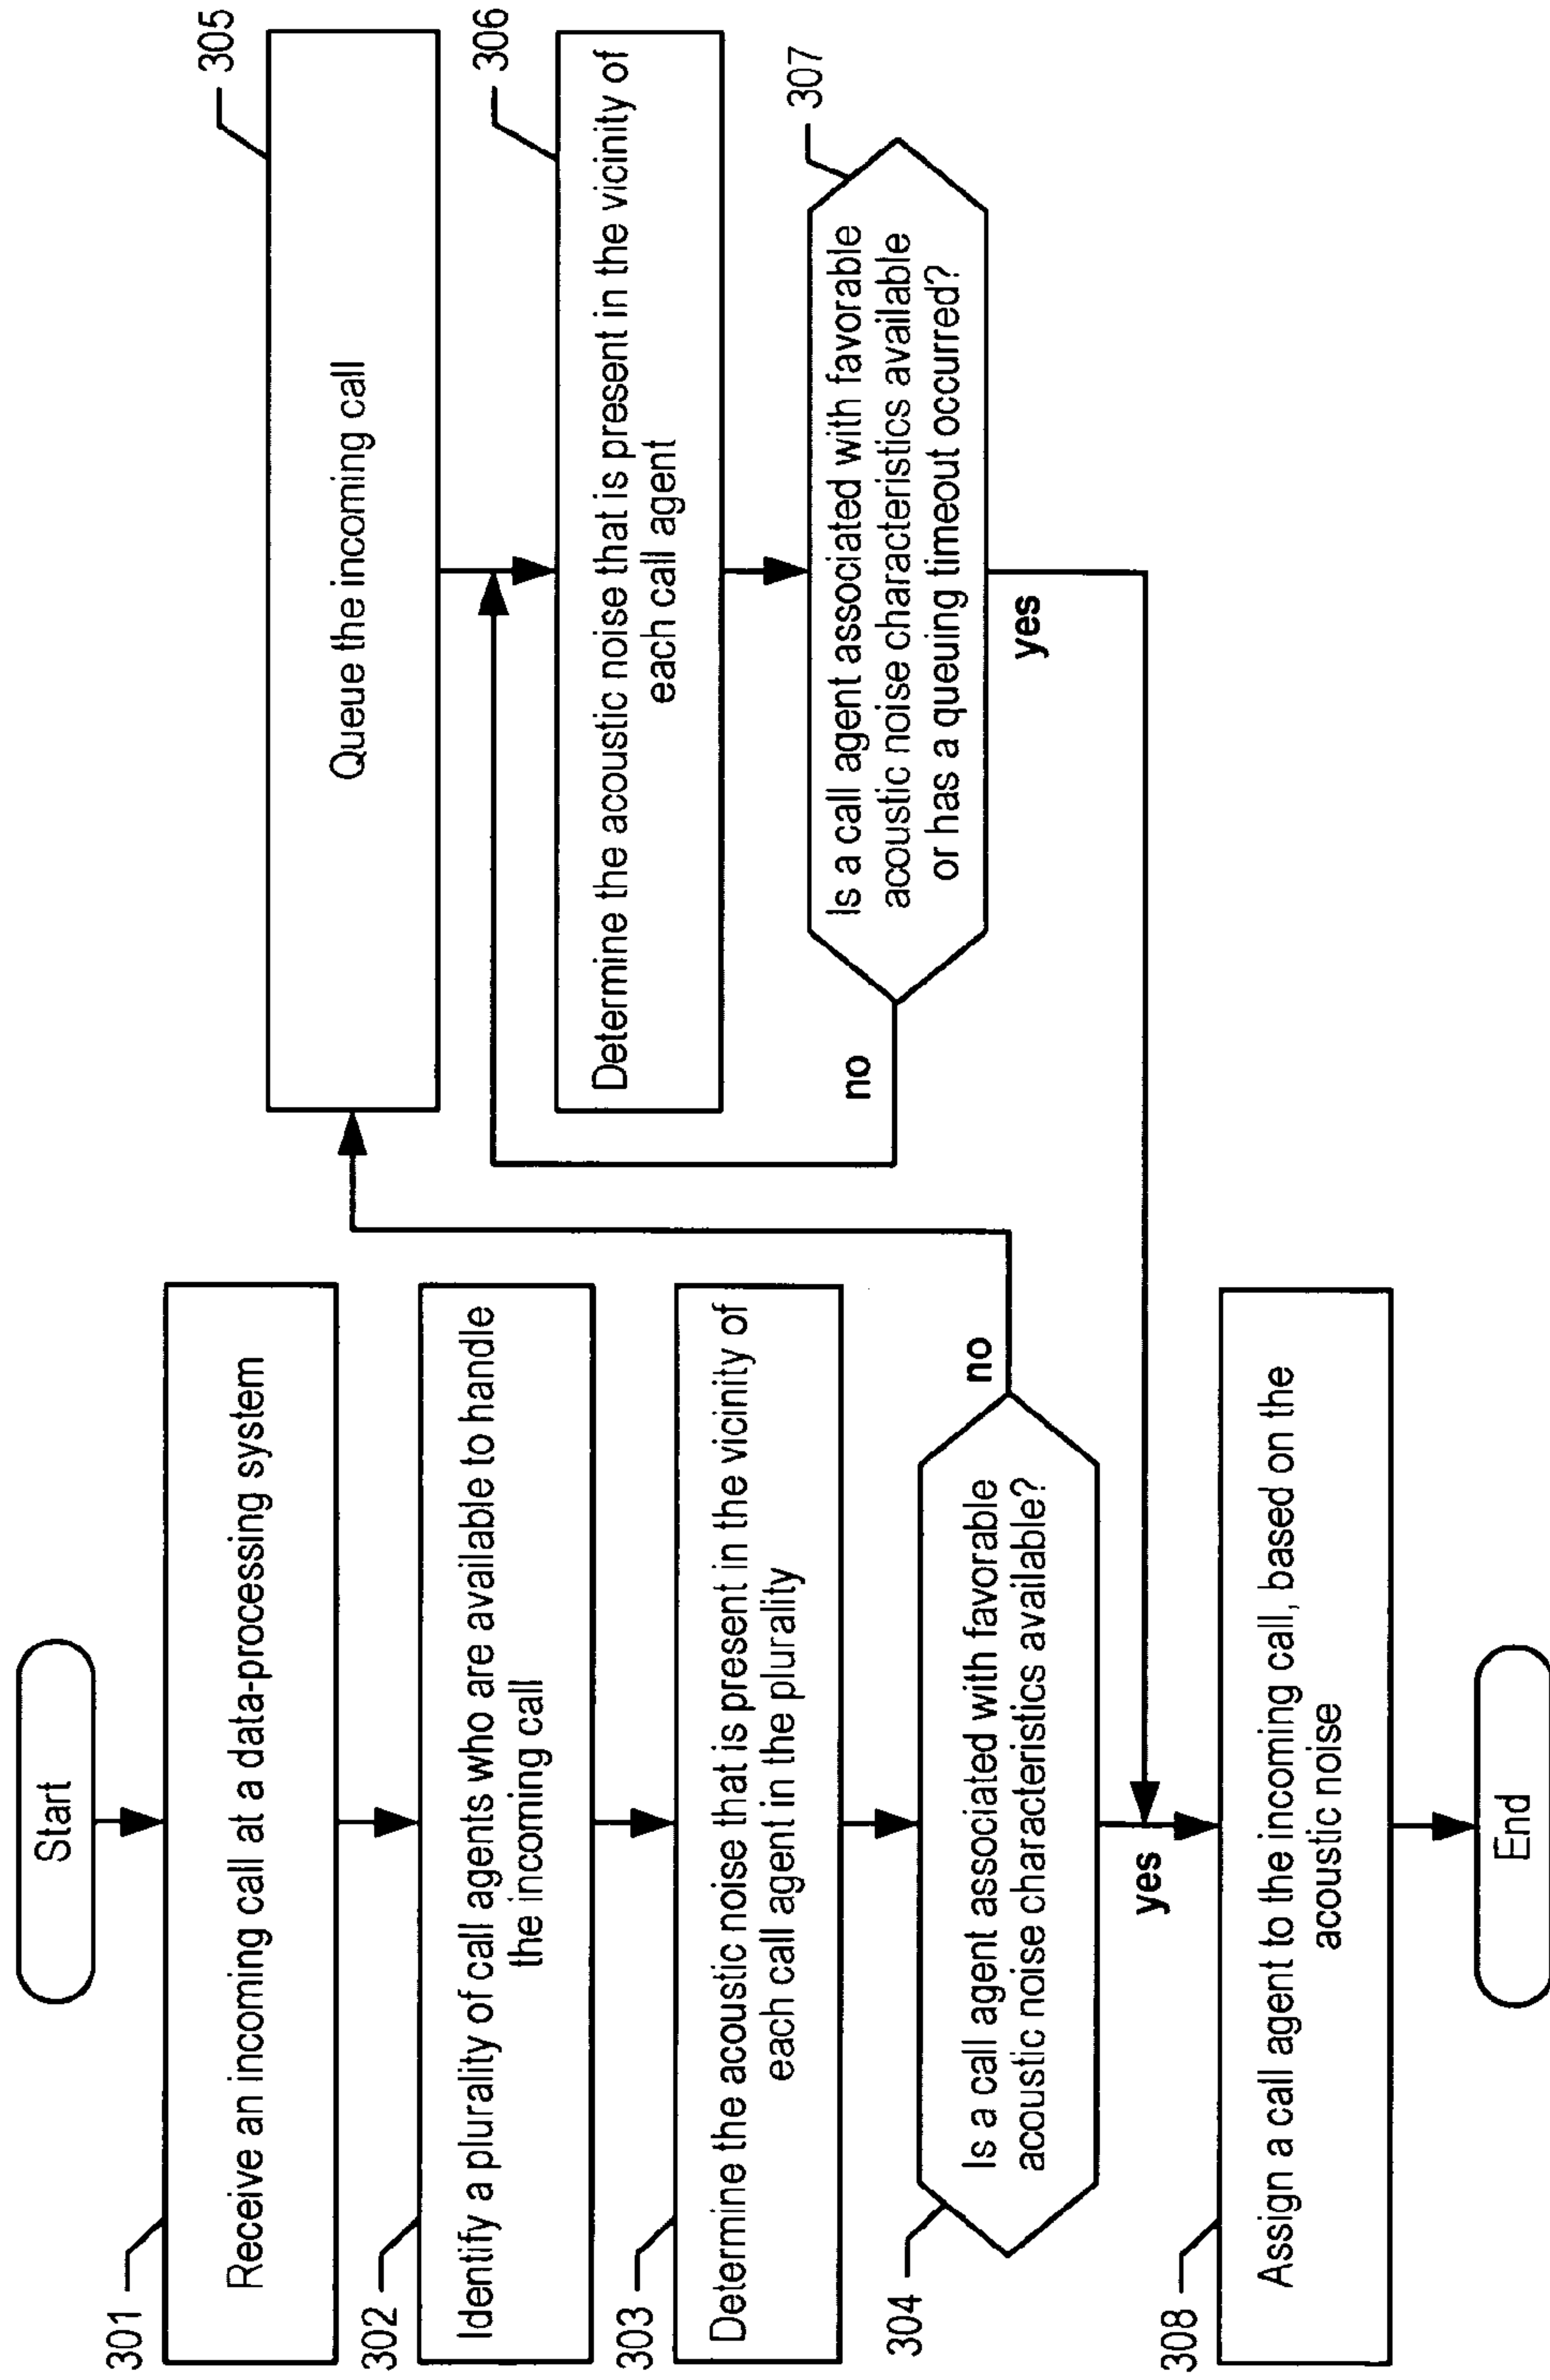 Start
301
Receive an incoming call at a data-processing system
302
Identify a plurality of call agents who are available to handle
the incoming call
303
Determine the acoustic noise that is present in the vicinity of
each call agent in the plurality
304
Is a call agent associated with favorable
acoustic noise characteristics available?
no
yes
305
Queue the incoming call
306
Determine the acoustic noise that is present in the vicinity of
each call agent
307
Is a call agent associated with favorable
acoustic noise characteristics available
or has a queuing timeout occurred?
no
yes
308
Assign a call agent to the incoming call, based on the
acoustic noise
End